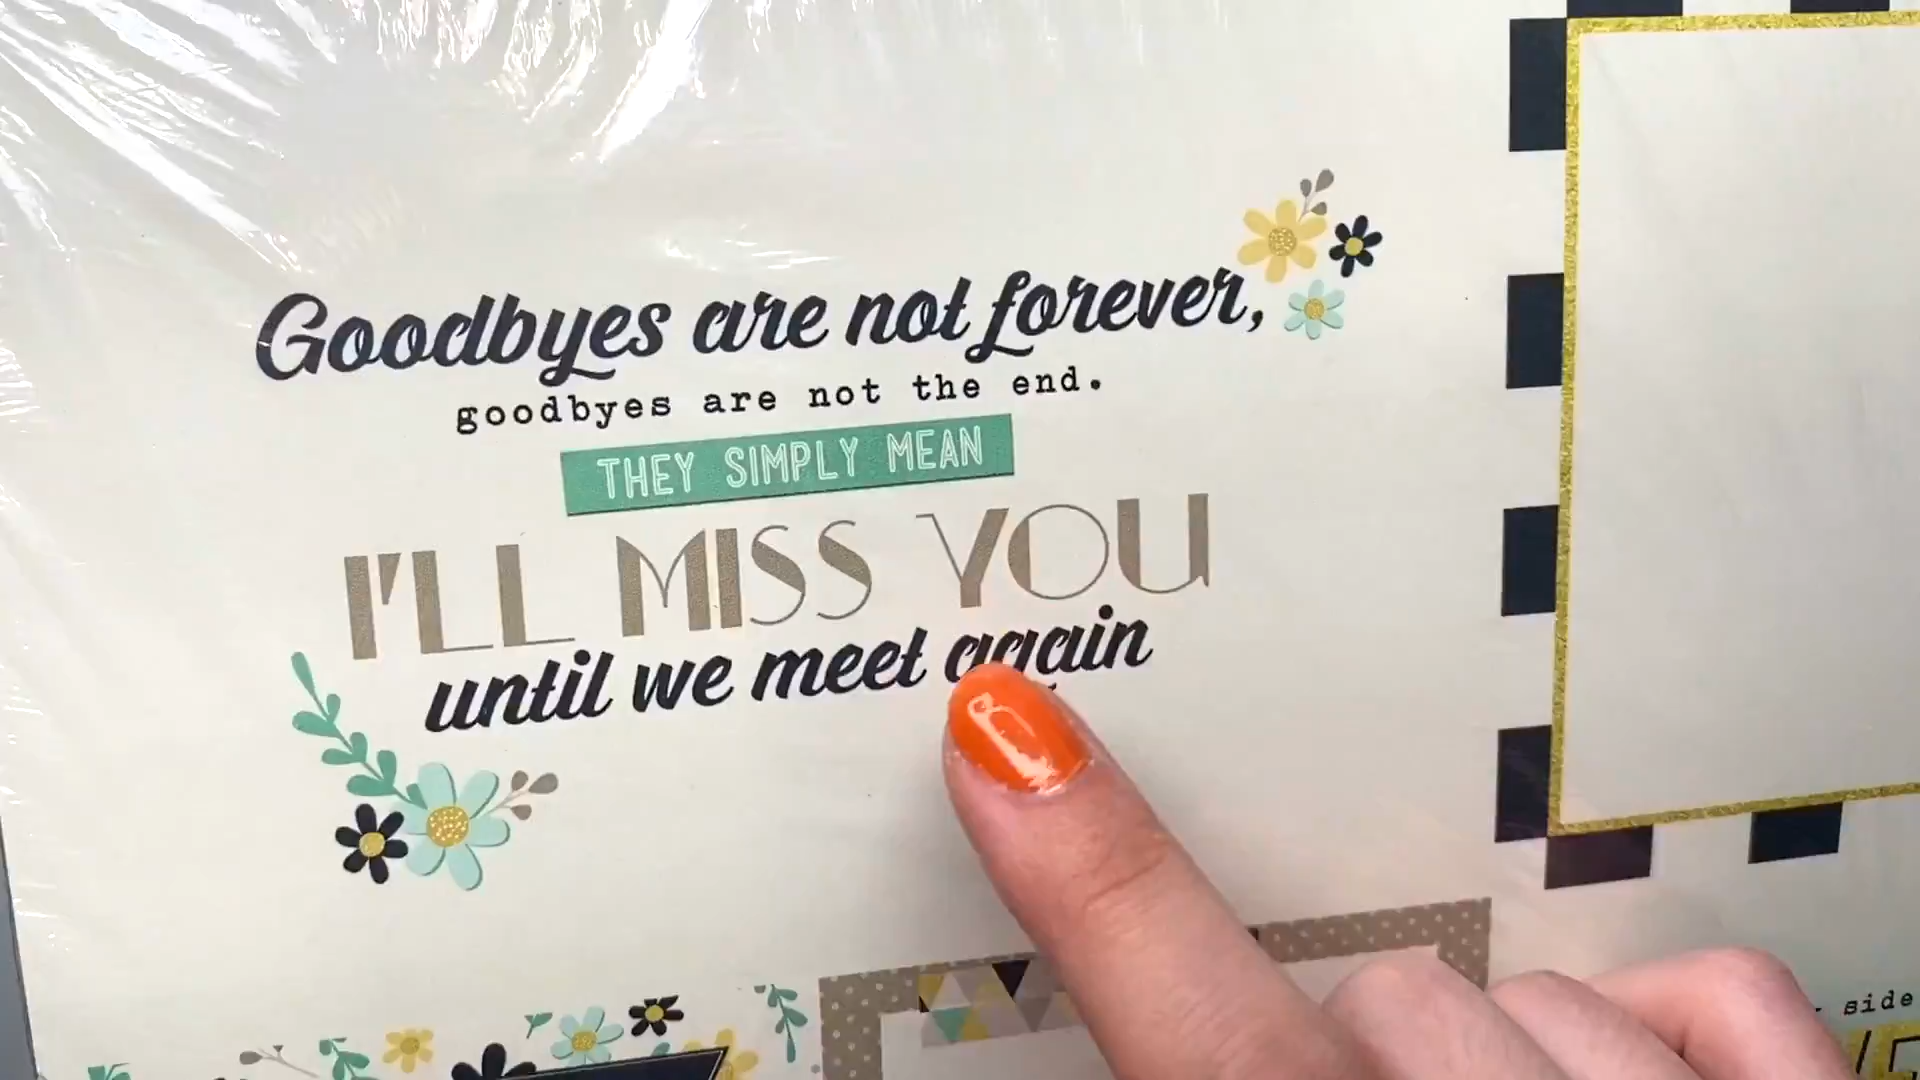 Goodbyes are not forever,
goodbyes are not the end.
THEY SIMPLY MEAN
I'LL MISS YOU
until we meet again
side